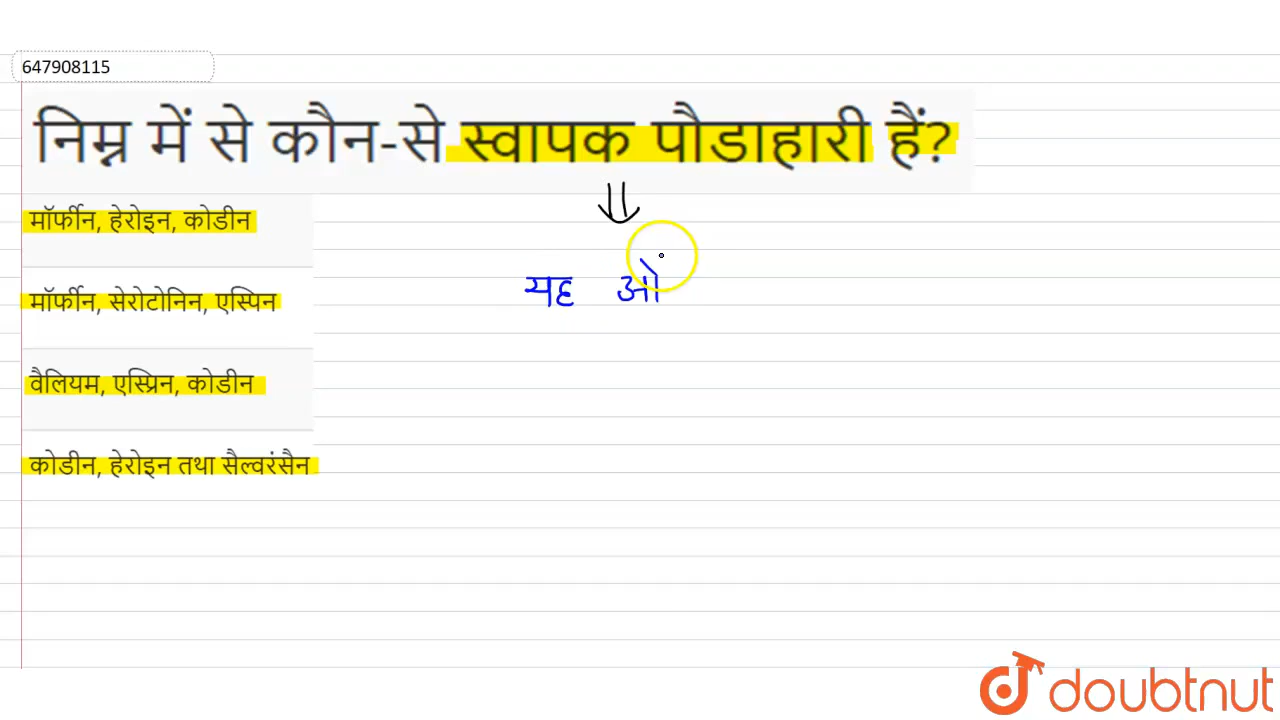 647908115
निम्न में से कौन-से स्वापक पौडाहारी हैं?
मॉर्फीन, हेरोइन, कोडीन
मॉर्फीन, सेरोटोनिन, एस्पिन
वैलियम, एस्प्रिन, कोडीन
कोडीन, हेरोइन तथा सैल्वरंसैन
यह ओ
doubtnut